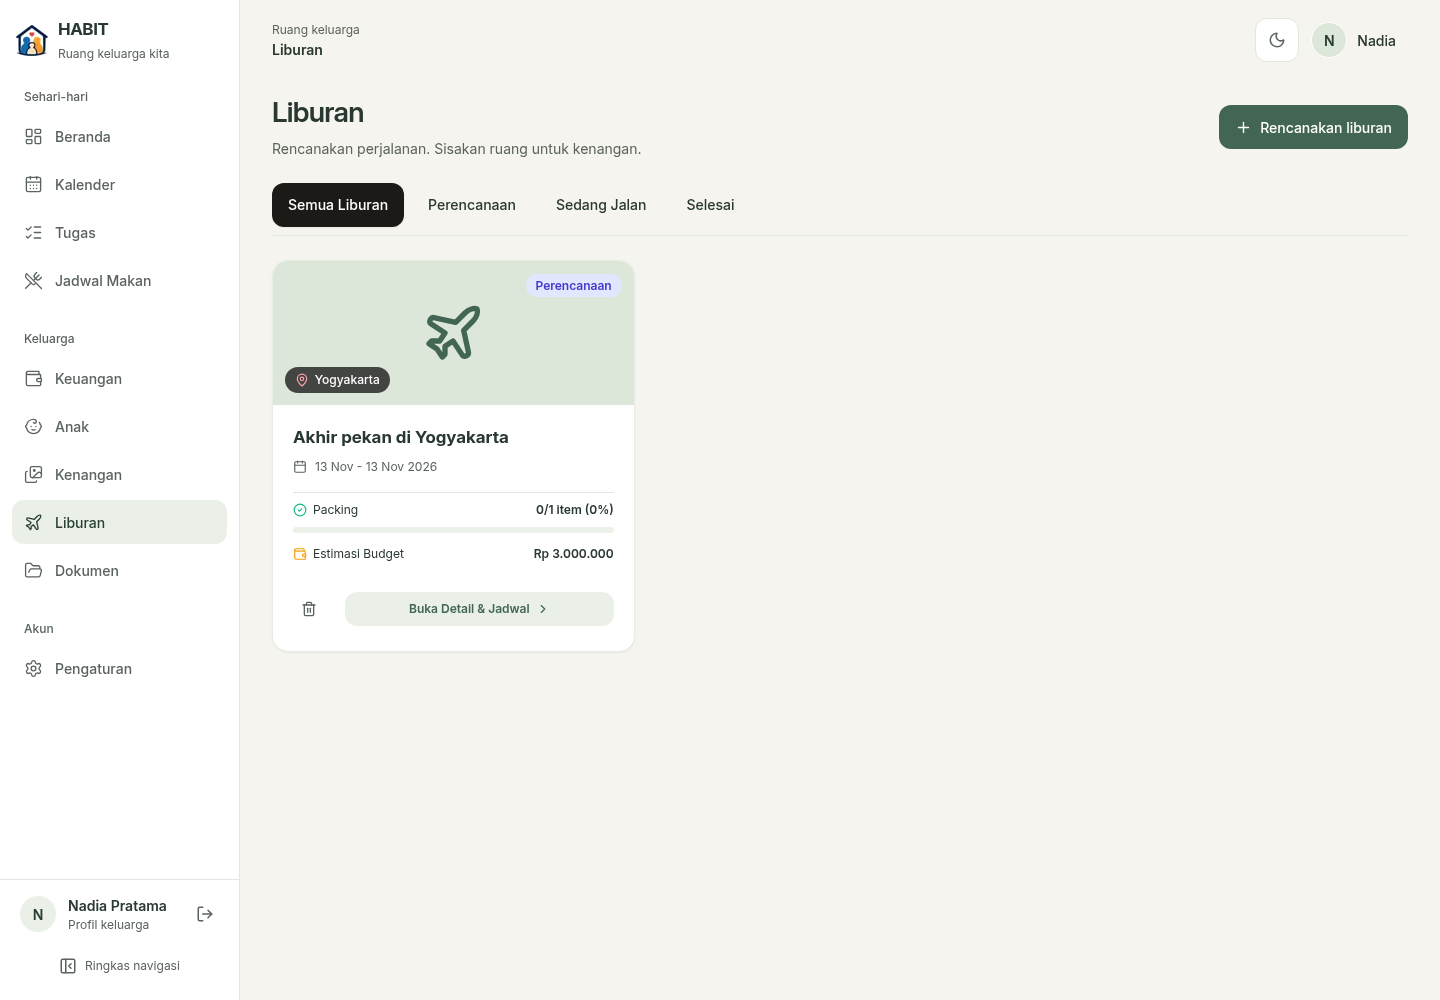 HABIT
Ruang keluarga kita
Sehari-hari
Beranda
Kalender
Tugas
Jadwal Makan
Keluarga
Keuangan
Anak
Kenangan
Liburan
Dokumen
Akun
Pengaturan
N
Nadia Pratama
Profil keluarga
Ringkas navigasi
Ruang keluarga
Liburan
N
Nadia
Liburan
Rencanakan perjalanan. Sisakan ruang untuk kenangan.
Rencanakan liburan
Semua Liburan
Perencanaan
Sedang Jalan
Selesai
Perencanaan
Yogyakarta
Akhir pekan di Yogyakarta
13 Nov - 13 Nov 2026
Packing
0/1 item (0%)
Estimasi Budget
Rp 3.000.000
Buka Detail & Jadwal